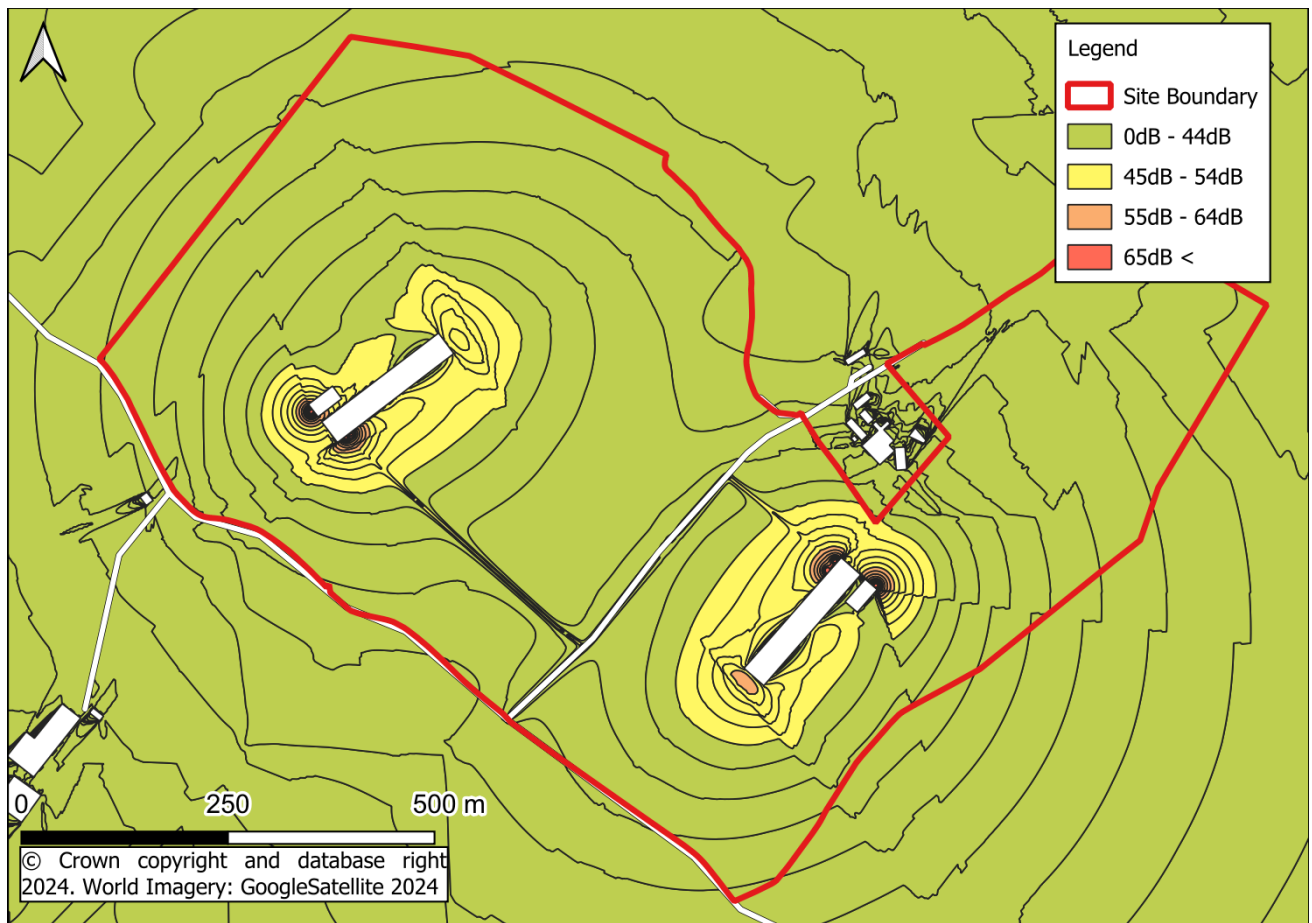 Legend
Site Boundary
0dB - 44dB
45dB - 54dB
55dB - 64dB
65dB <
0 250 500 m
© Crown copyright and database right
2024. World Imagery: GoogleSatellite 2024